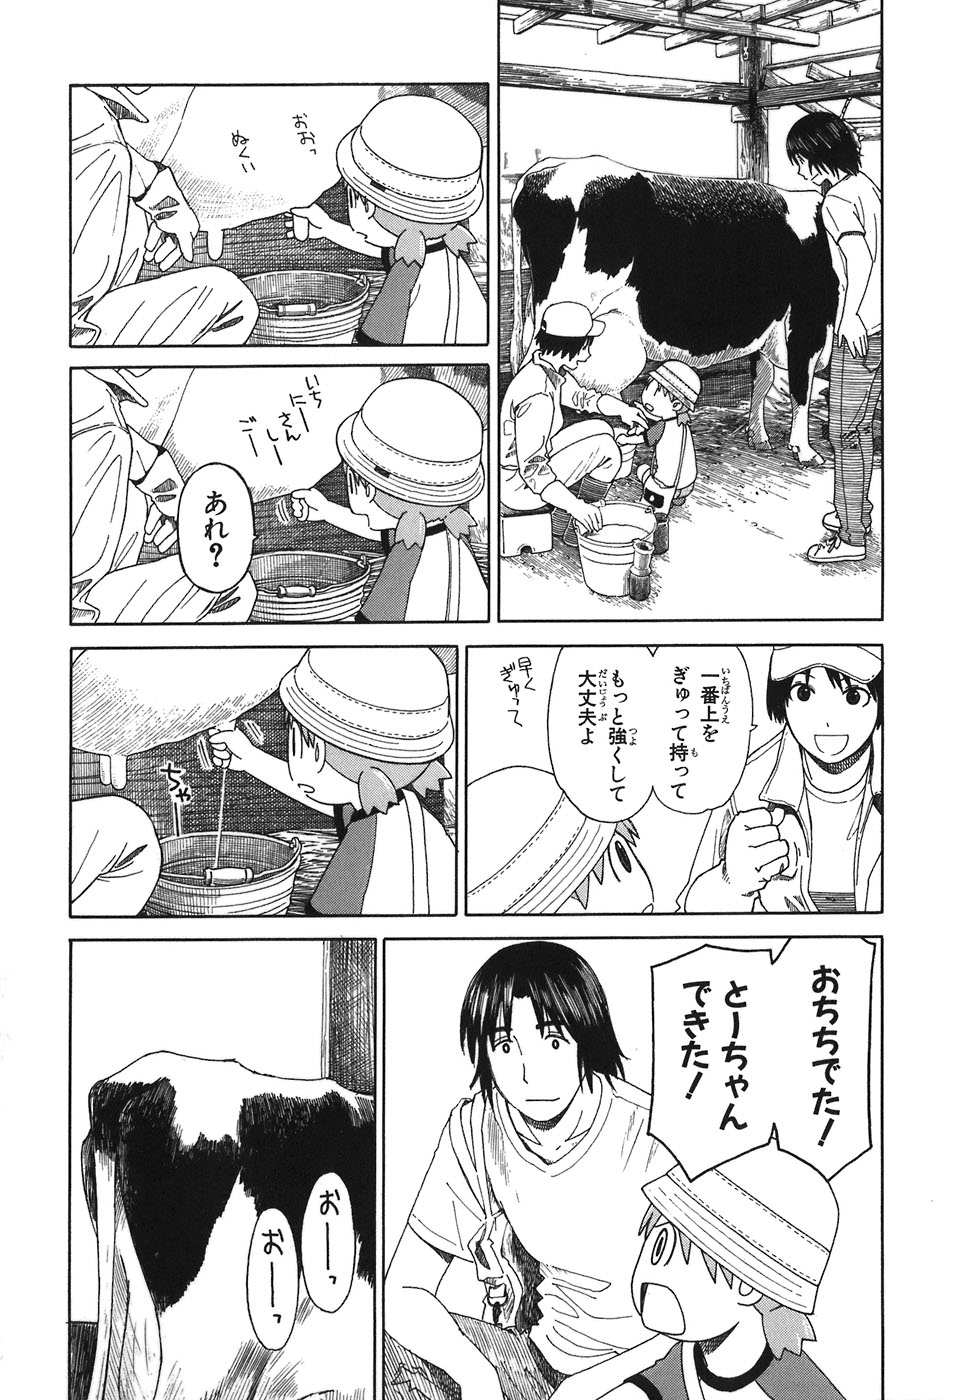 おおっ
ぬくい
いち
にー
さん
しー
ごー
あれ？
一番上を
ぎゅって持って
もっと強くして
大丈夫よ
早く
ぎゅって
ちゃ
おちちでた！
とーちゃん
できた！
おーっ
おーっ